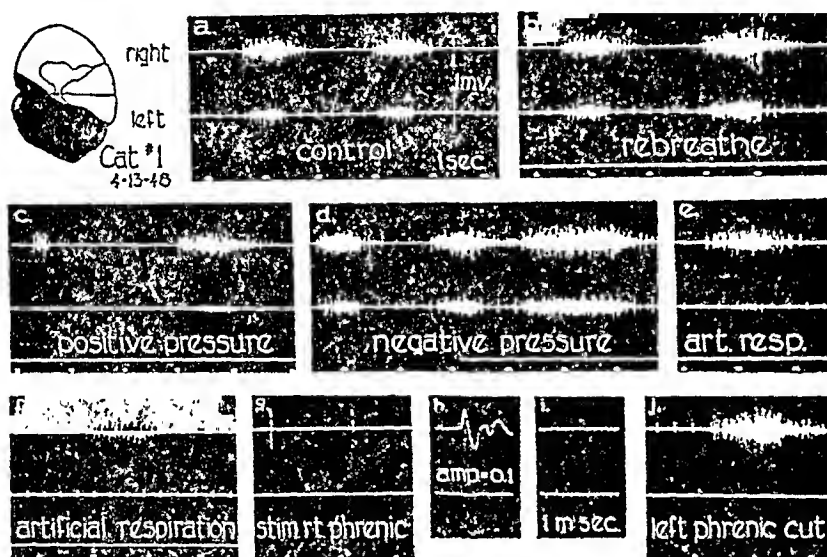 right
left
Cat #1
4-13-48
a.
1mv.
control
1sec.
b.
rebreathe
c.
positive pressure
d.
negative pressure
e.
art. resp.
f.
artificial respiration
g.
stim rt phrenic
h.
amp=0.1
i.
1 m sec.
j.
left phrenic cut